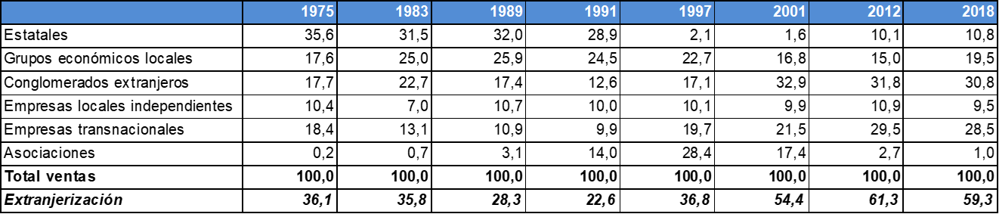 1975 1983 1989 1991 1997 2001 2012 2018
Estatales 35,6 31,5 32,0 28,9 2,1 1,6 10,1 10,8
Grupos económicos locales 17,6 25,0 25,9 24,5 22,7 16,8 15,0 19,5
Conglomerados extranjeros 17,7 22,7 17,4 12,6 17,1 32,9 31,8 30,8
Empresas locales independientes 10,4 7,0 10,7 10,0 10,1 9,9 10,9 9,5
Empresas transnacionales 18,4 13,1 10,9 9,9 19,7 21,5 29,5 28,5
Asociaciones 0,2 0,7 3,1 14,0 28,4 17,4 2,7 1,0
Total ventas 100,0 100,0 100,0 100,0 100,0 100,0 100,0 100,0
Extranjerización 36,1 35,8 28,3 22,6 36,8 54,4 61,3 59,3